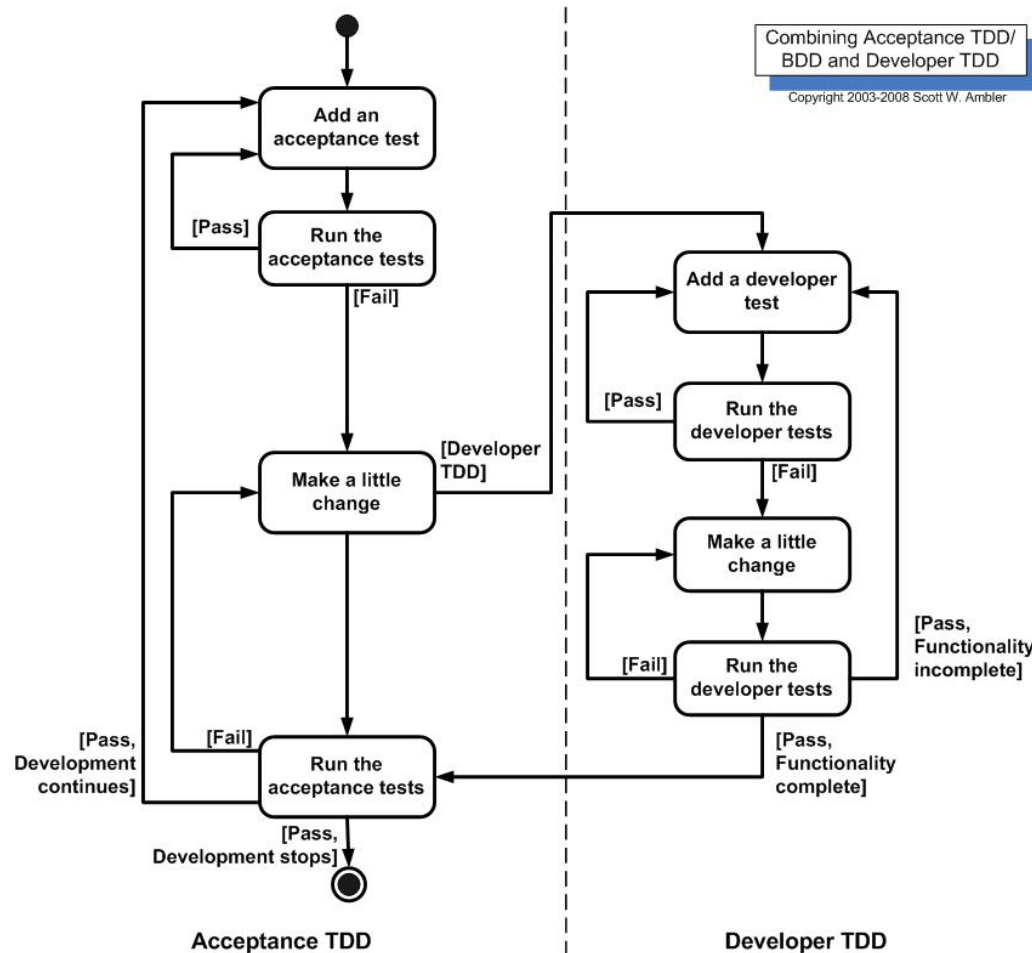 Combining Acceptance TDD/
BDD and Developer TDD
Copyright 2003-2008 Scott W. Ambler
Add an
acceptance test
[Pass]
Run the
acceptance tests
[Fail]
Make a little
change
[Developer
TDD]
[Fail]
Run the
acceptance tests
[Pass,
Development
continues]
[Pass,
Development stops]
Acceptance TDD
Add a developer
test
[Pass]
Run the
developer tests
[Fail]
Make a little
change
[Fail]
Run the
developer tests
[Pass,
Functionality
incomplete]
[Pass,
Functionality
complete]
Developer TDD